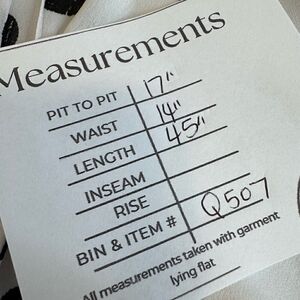 Measurements
PIT TO PIT 17"
WAIST 14"
LENGTH 45"
INSEAM
RISE
BIN & ITEM # Q507
All measurements taken with garment
lying flat